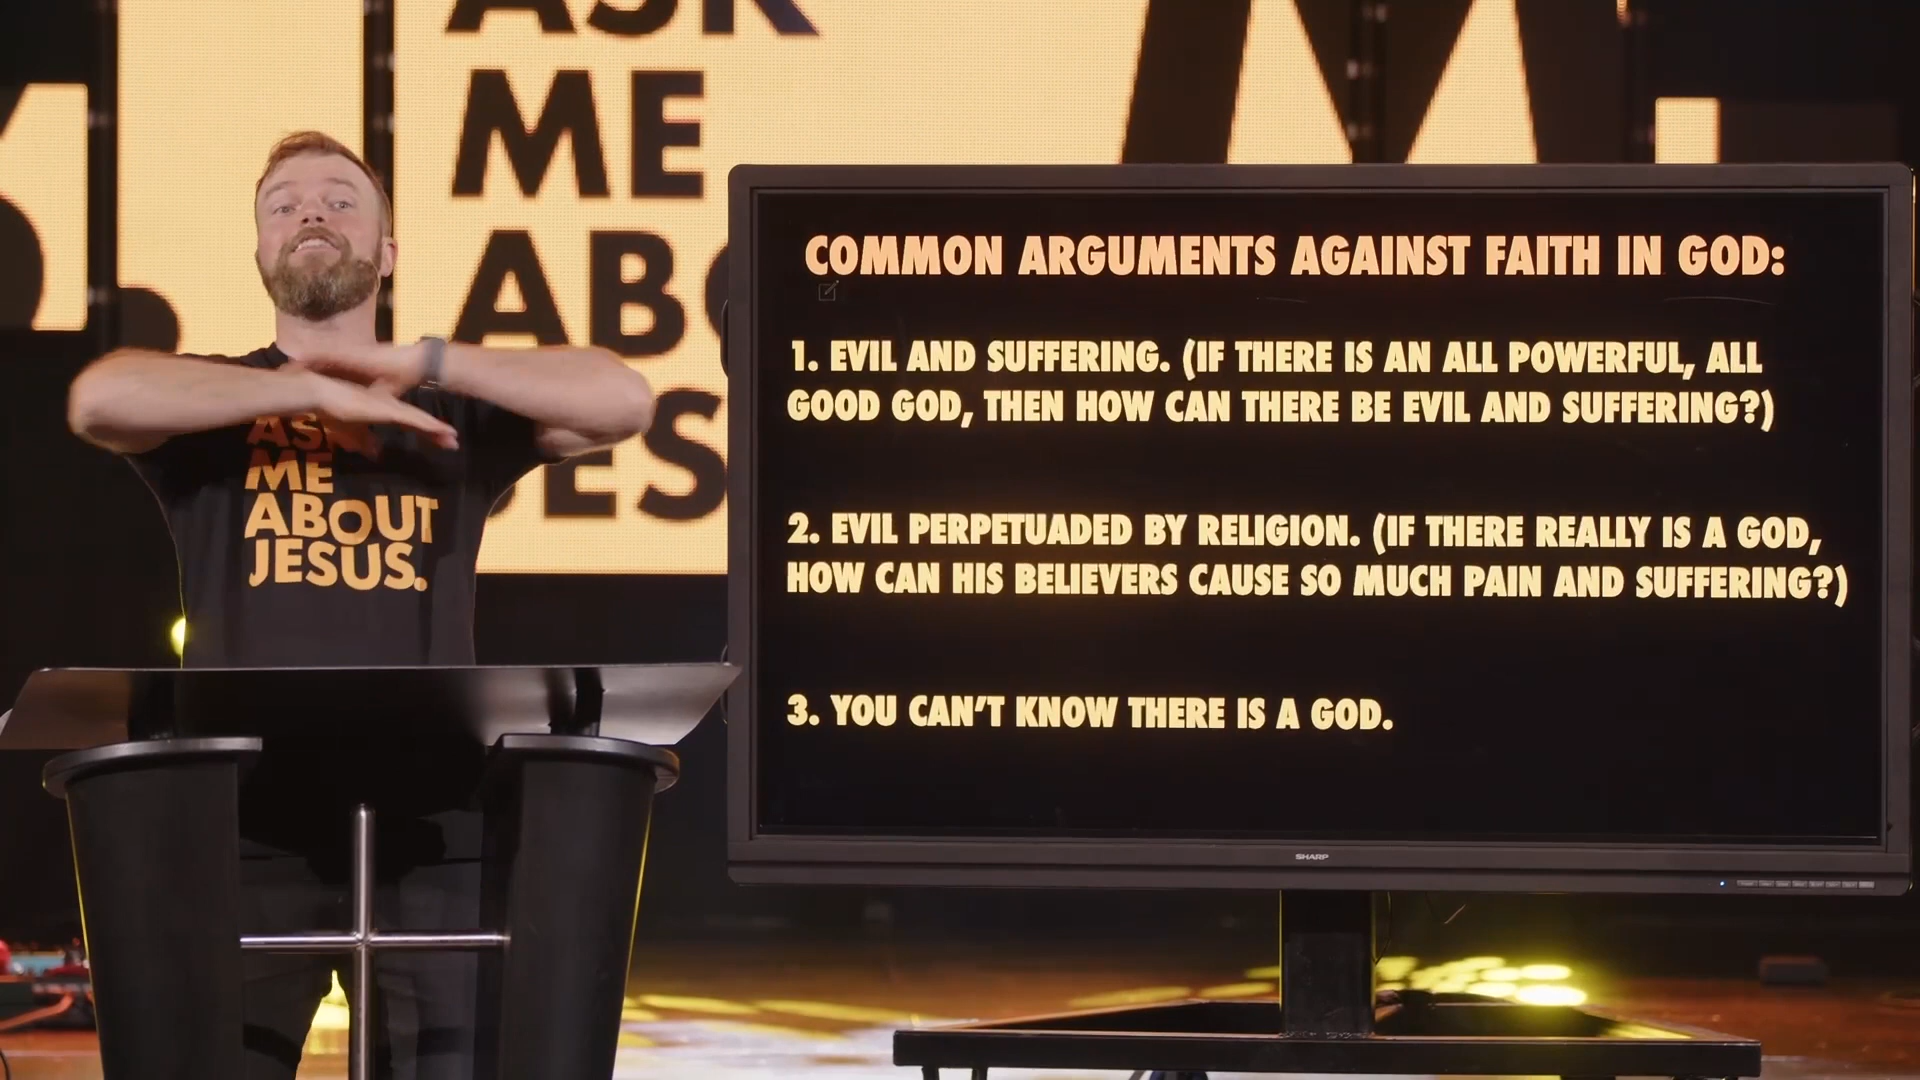 ASK
ME
ABO
JES
M.
ASK
ME
ABOUT
JESUS.
COMMON ARGUMENTS AGAINST FAITH IN GOD:
1. EVIL AND SUFFERING. (IF THERE IS AN ALL POWERFUL, ALL
GOOD GOD, THEN HOW CAN THERE BE EVIL AND SUFFERING?)
2. EVIL PERPETUADED BY RELIGION. (IF THERE REALLY IS A GOD,
HOW CAN HIS BELIEVERS CAUSE SO MUCH PAIN AND SUFFERING?)
3. YOU CAN'T KNOW THERE IS A GOD.
SHARP